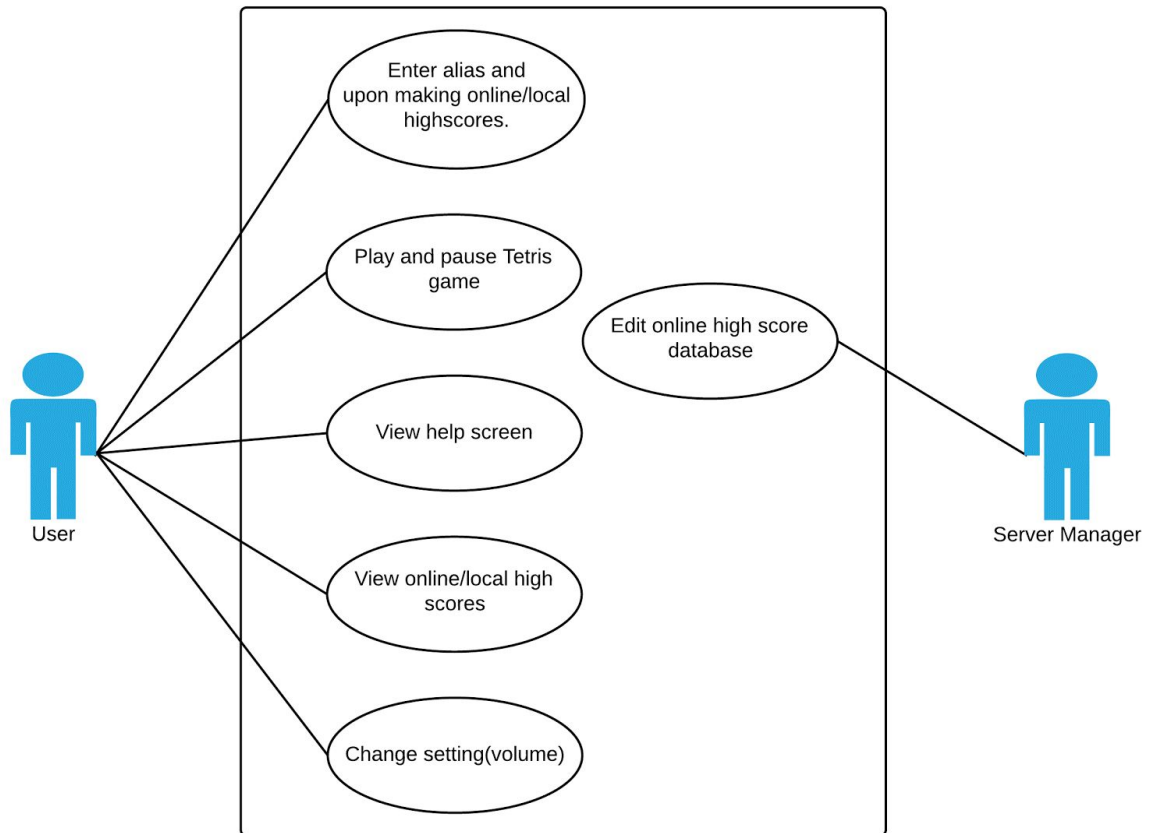 Enter alias and
upon making online/local
highscores.
Play and pause Tetris
game
Edit online high score
database
View help screen
User
Server Manager
View online/local high
scores
Change setting(volume)